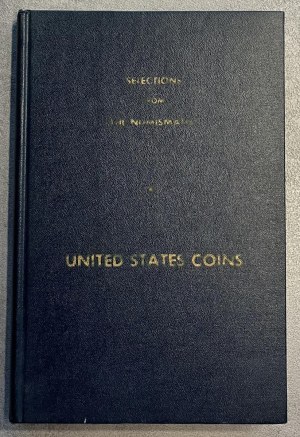 SELECTIONS
FROM
THE NUMISMATIST
UNITED STATES COINS